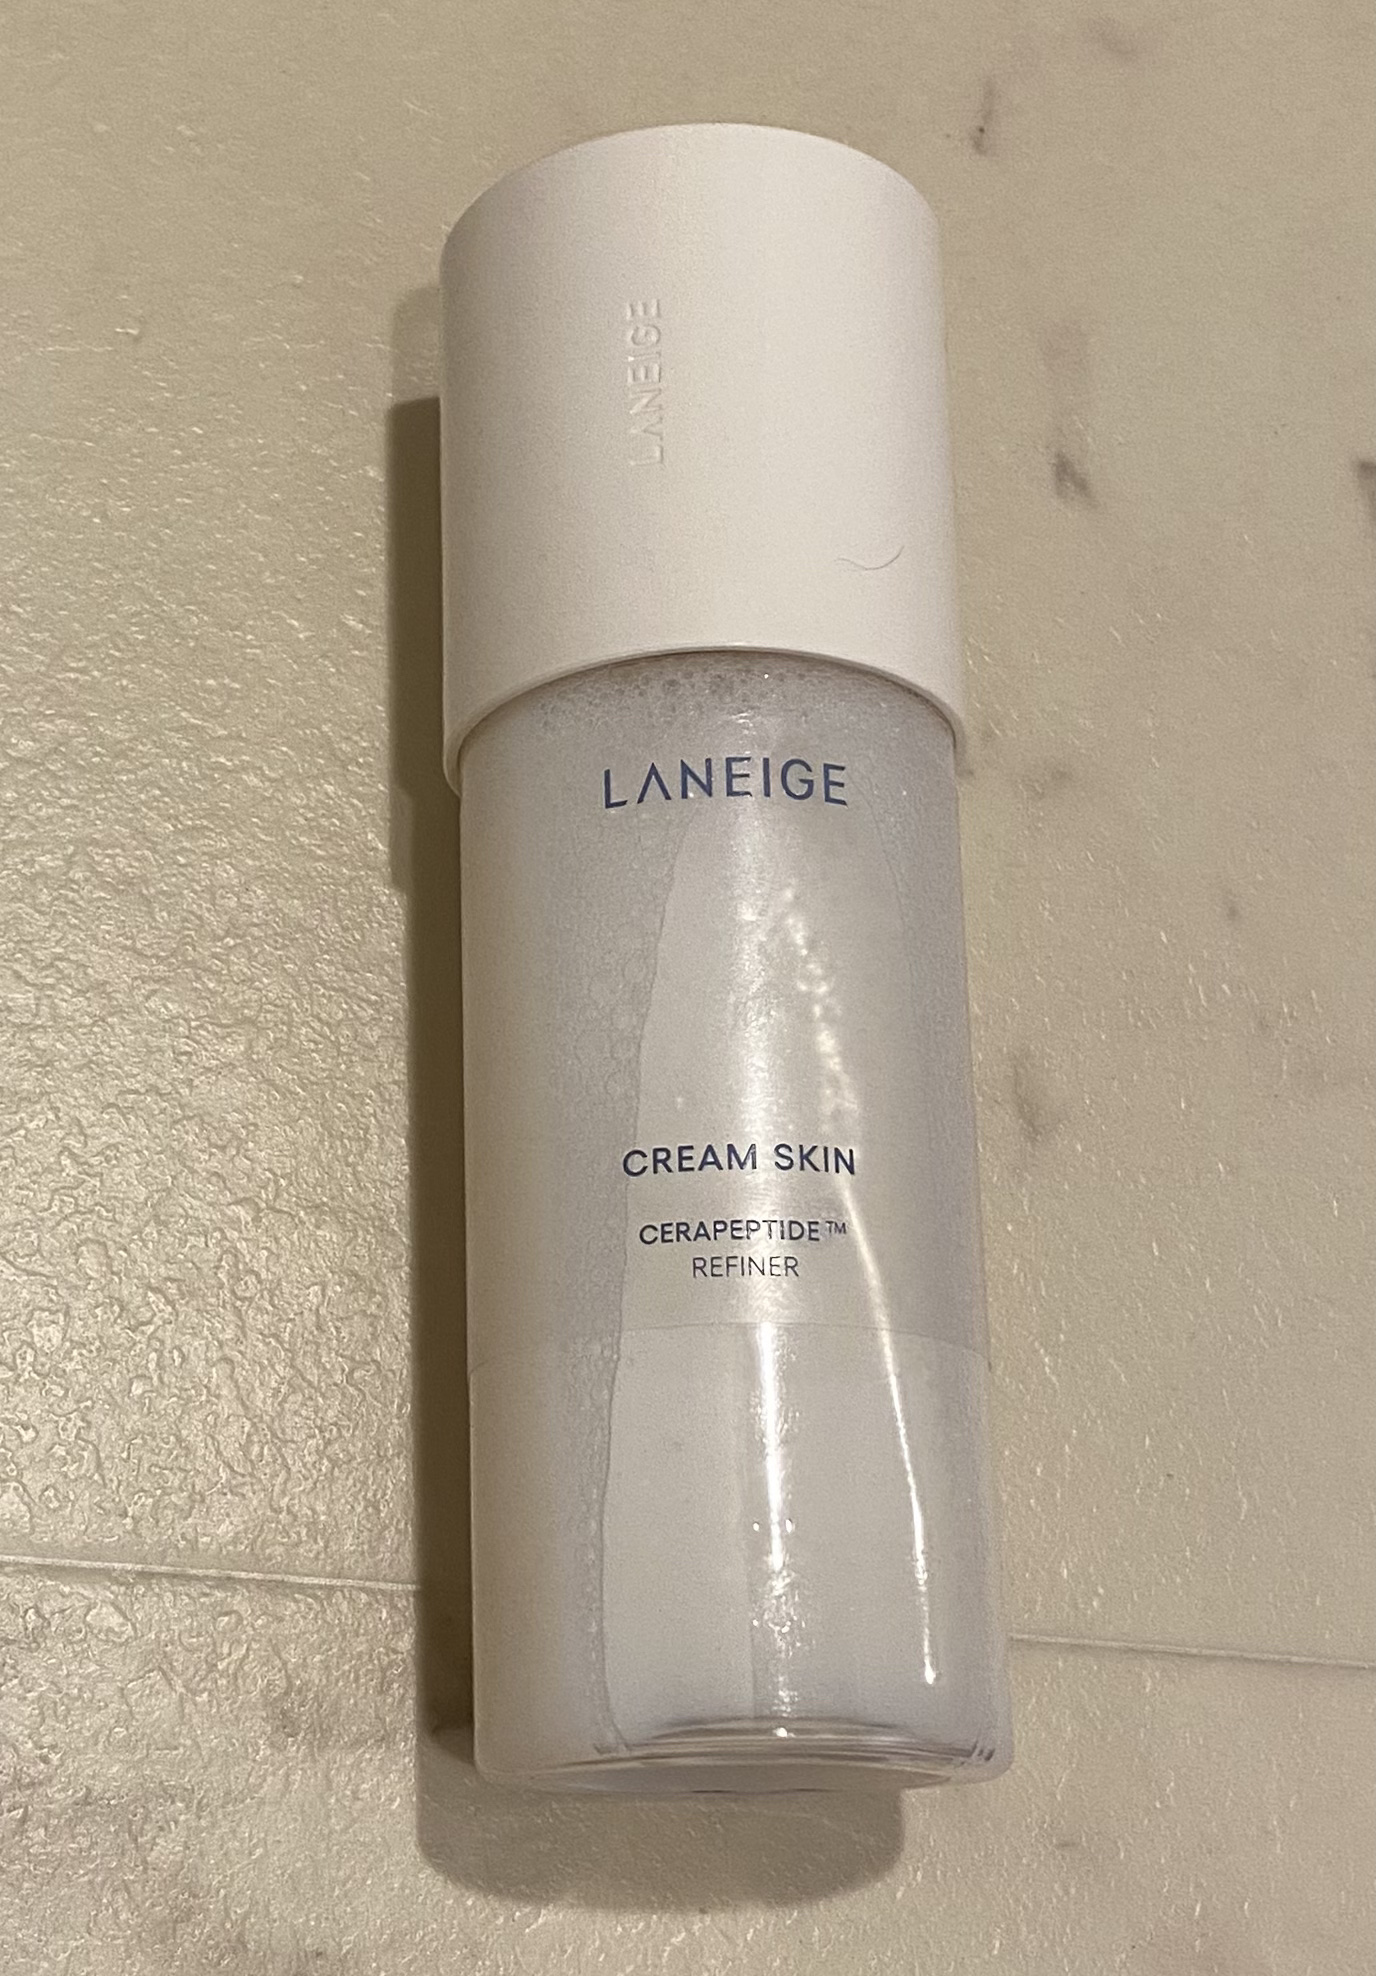 LANEIGE
LANEIGE
CREAM SKIN
CERAPEPTIDE™
REFINER